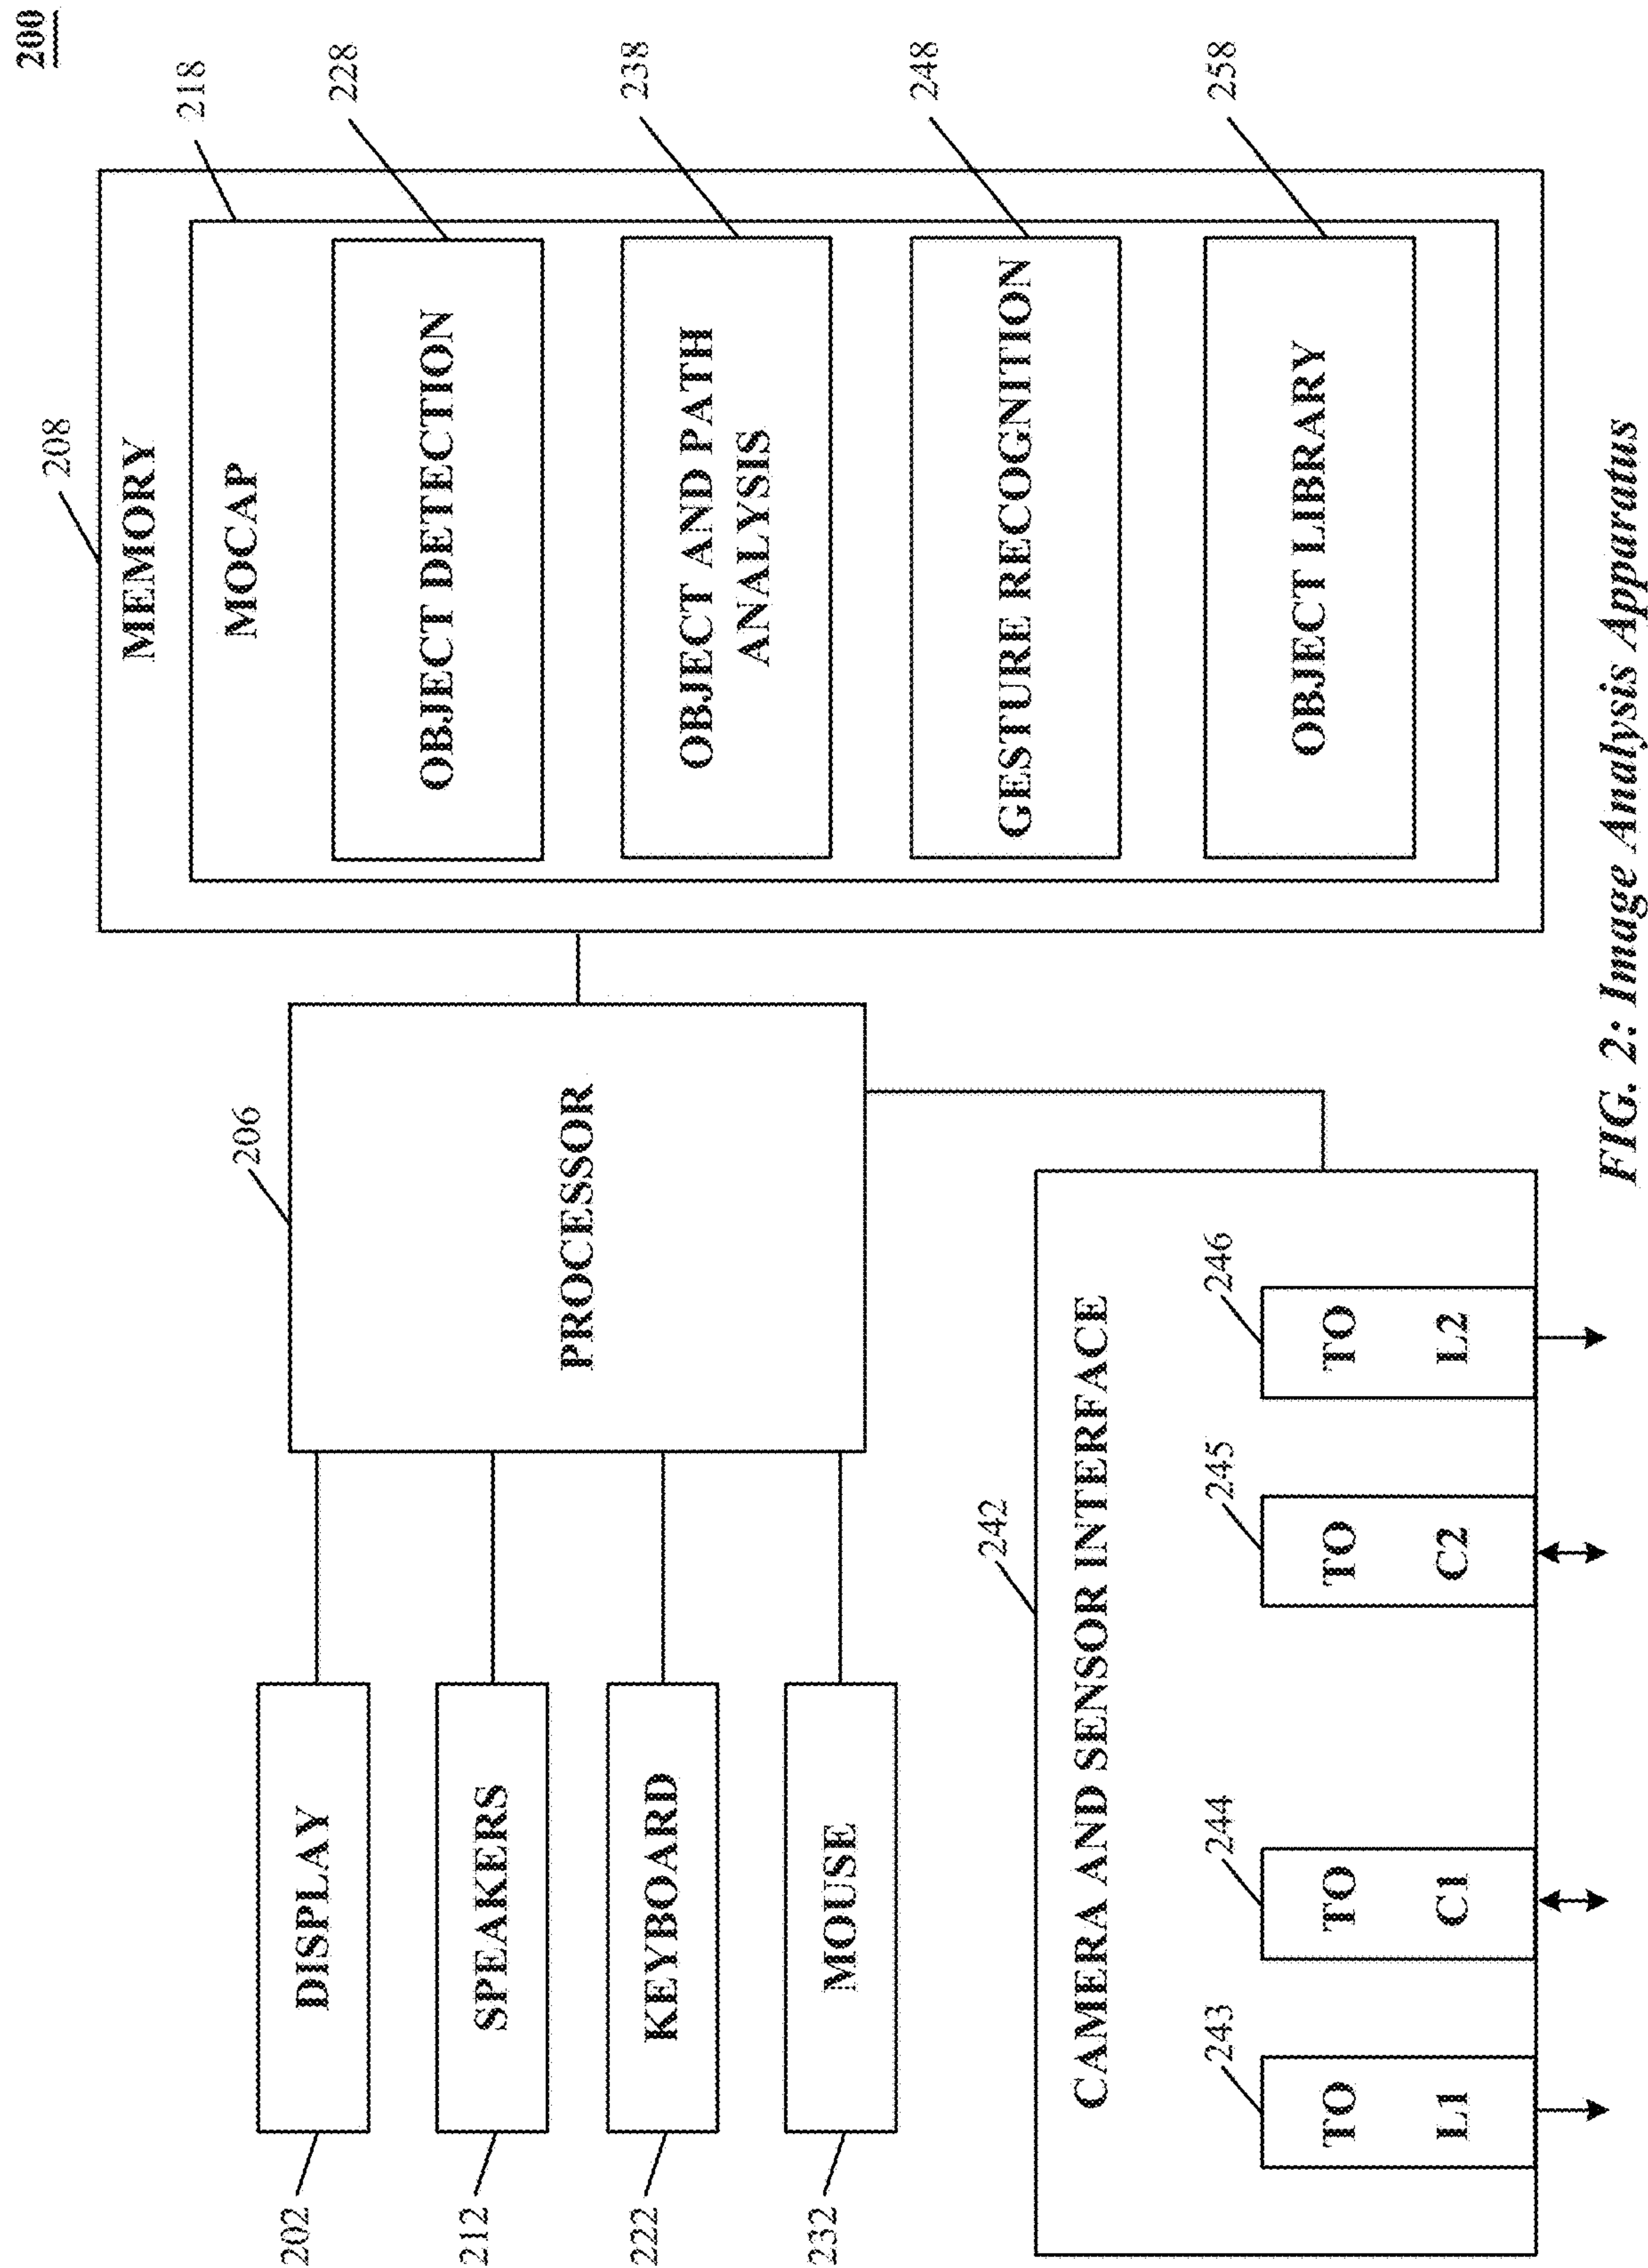 200
208
MEMORY
218
MOCAP
228
OBJECT DETECTION
238
OBJECT AND PATH
ANALYSIS
248
GESTURE RECOGNITION
258
OBJECT LIBRARY
206
PROCESSOR
202
DISPLAY
212
SPEAKERS
222
KEYBOARD
232
MOUSE
242
CAMERA AND SENSOR INTERFACE
243
TO
L1
244
TO
C1
245
TO
C2
246
TO
L2
FIG. 2: Image Analysis Apparatus